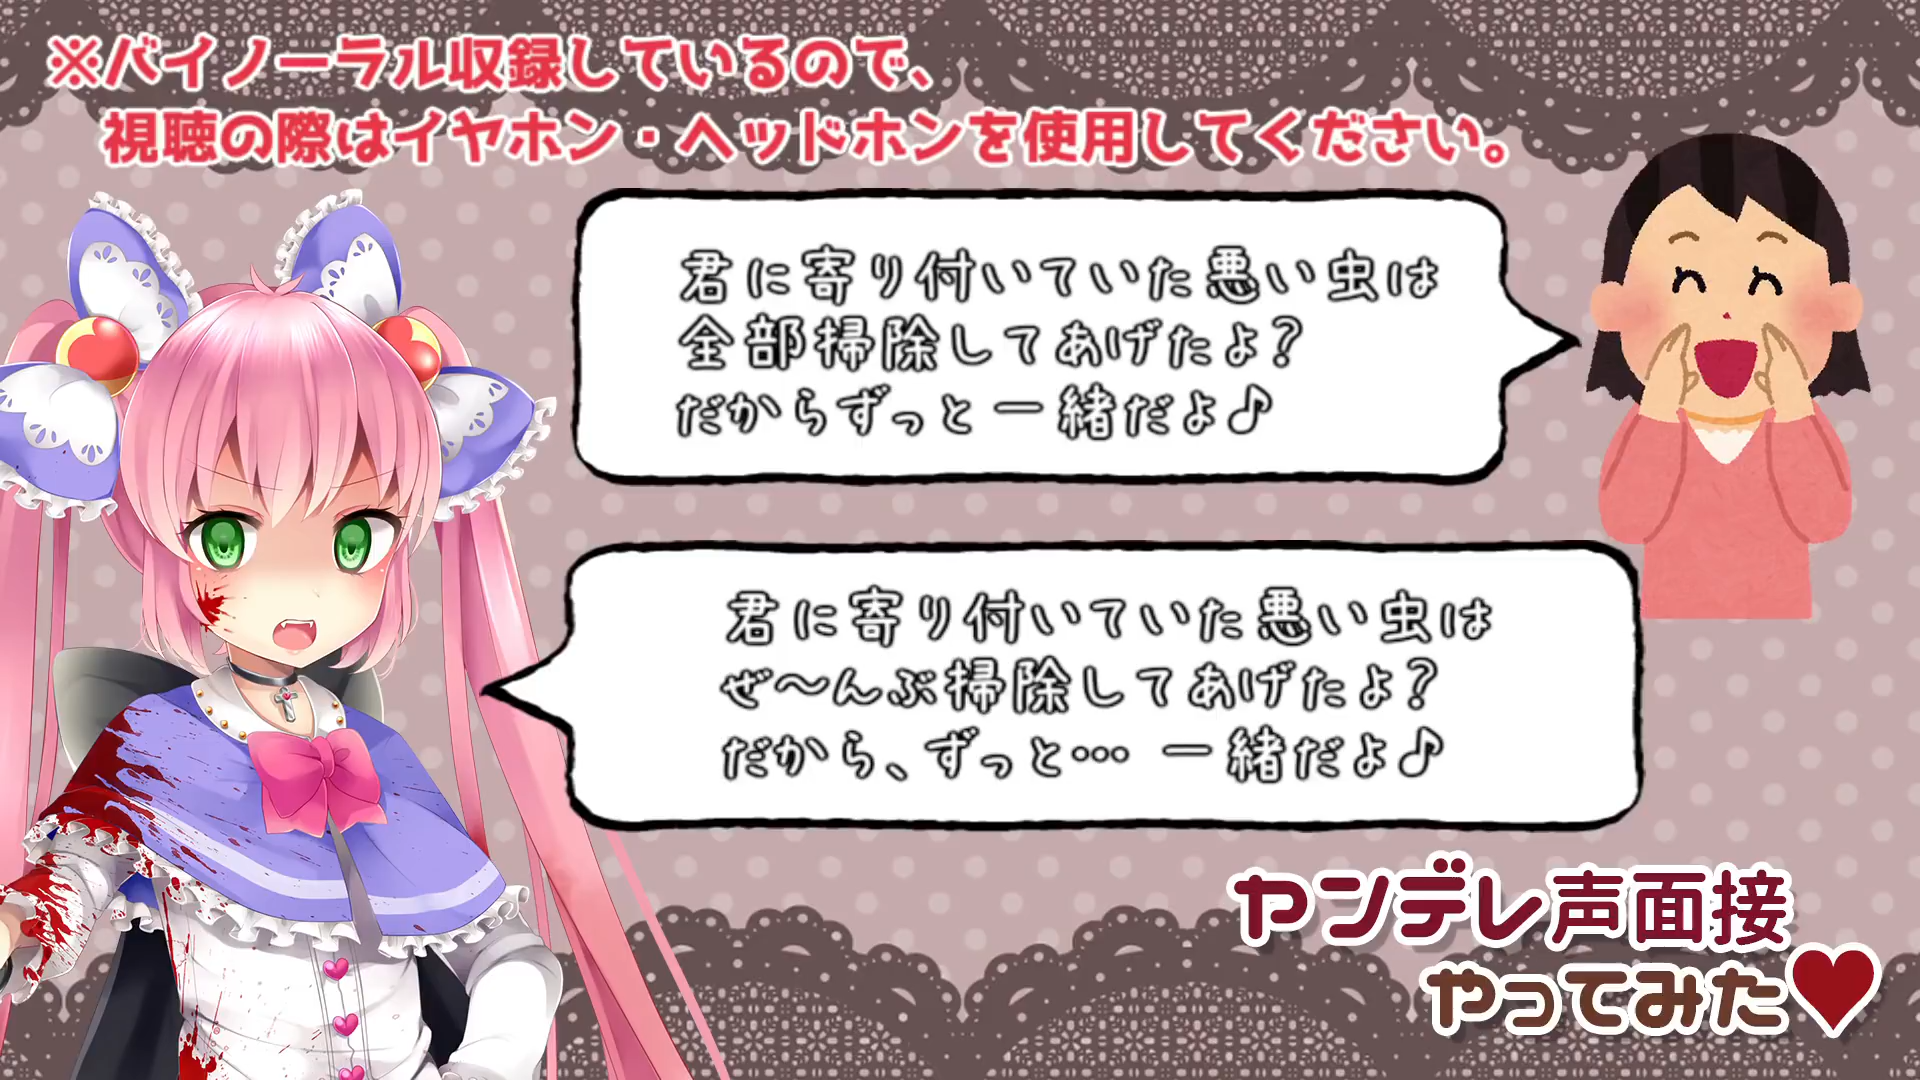 ※バイノーラル収録しているので、
視聴の際はイヤホン・ヘッドホンを使用してください。
君に寄り付いていた悪い虫は
全部掃除してあげたよ?
だからずっと一緒だよ♪
君に寄り付いていた悪い虫は
ぜ〜んぶ掃除してあげたよ?
だから、ずっと… 一緒だよ♪
ヤンデレ声面接
やってみた♥